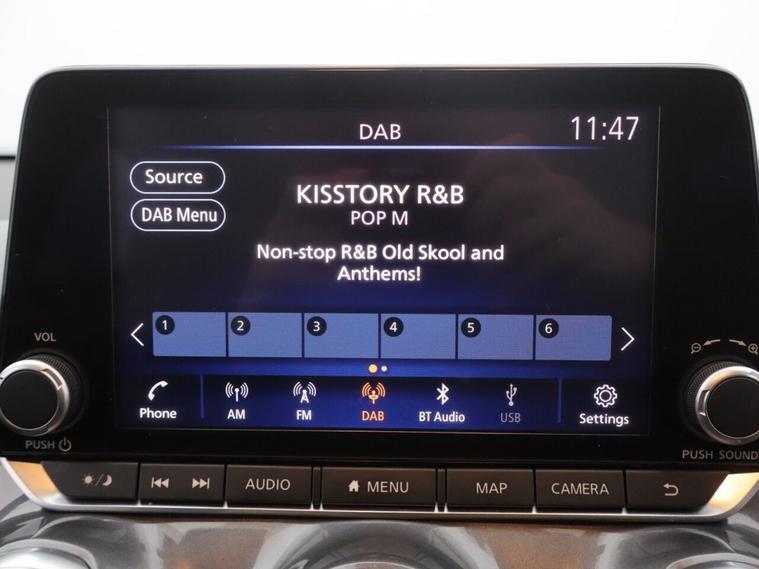 DAB
11:47
Source
KISSTORY R&B
DAB Menu
POP M
Non-stop R&B Old Skool and
Anthems!
1 2 3 4 5 6
VOL
Phone AM FM DAB BT Audio USB Settings
PUSH
PUSH SOUND
AUDIO MENU MAP CAMERA